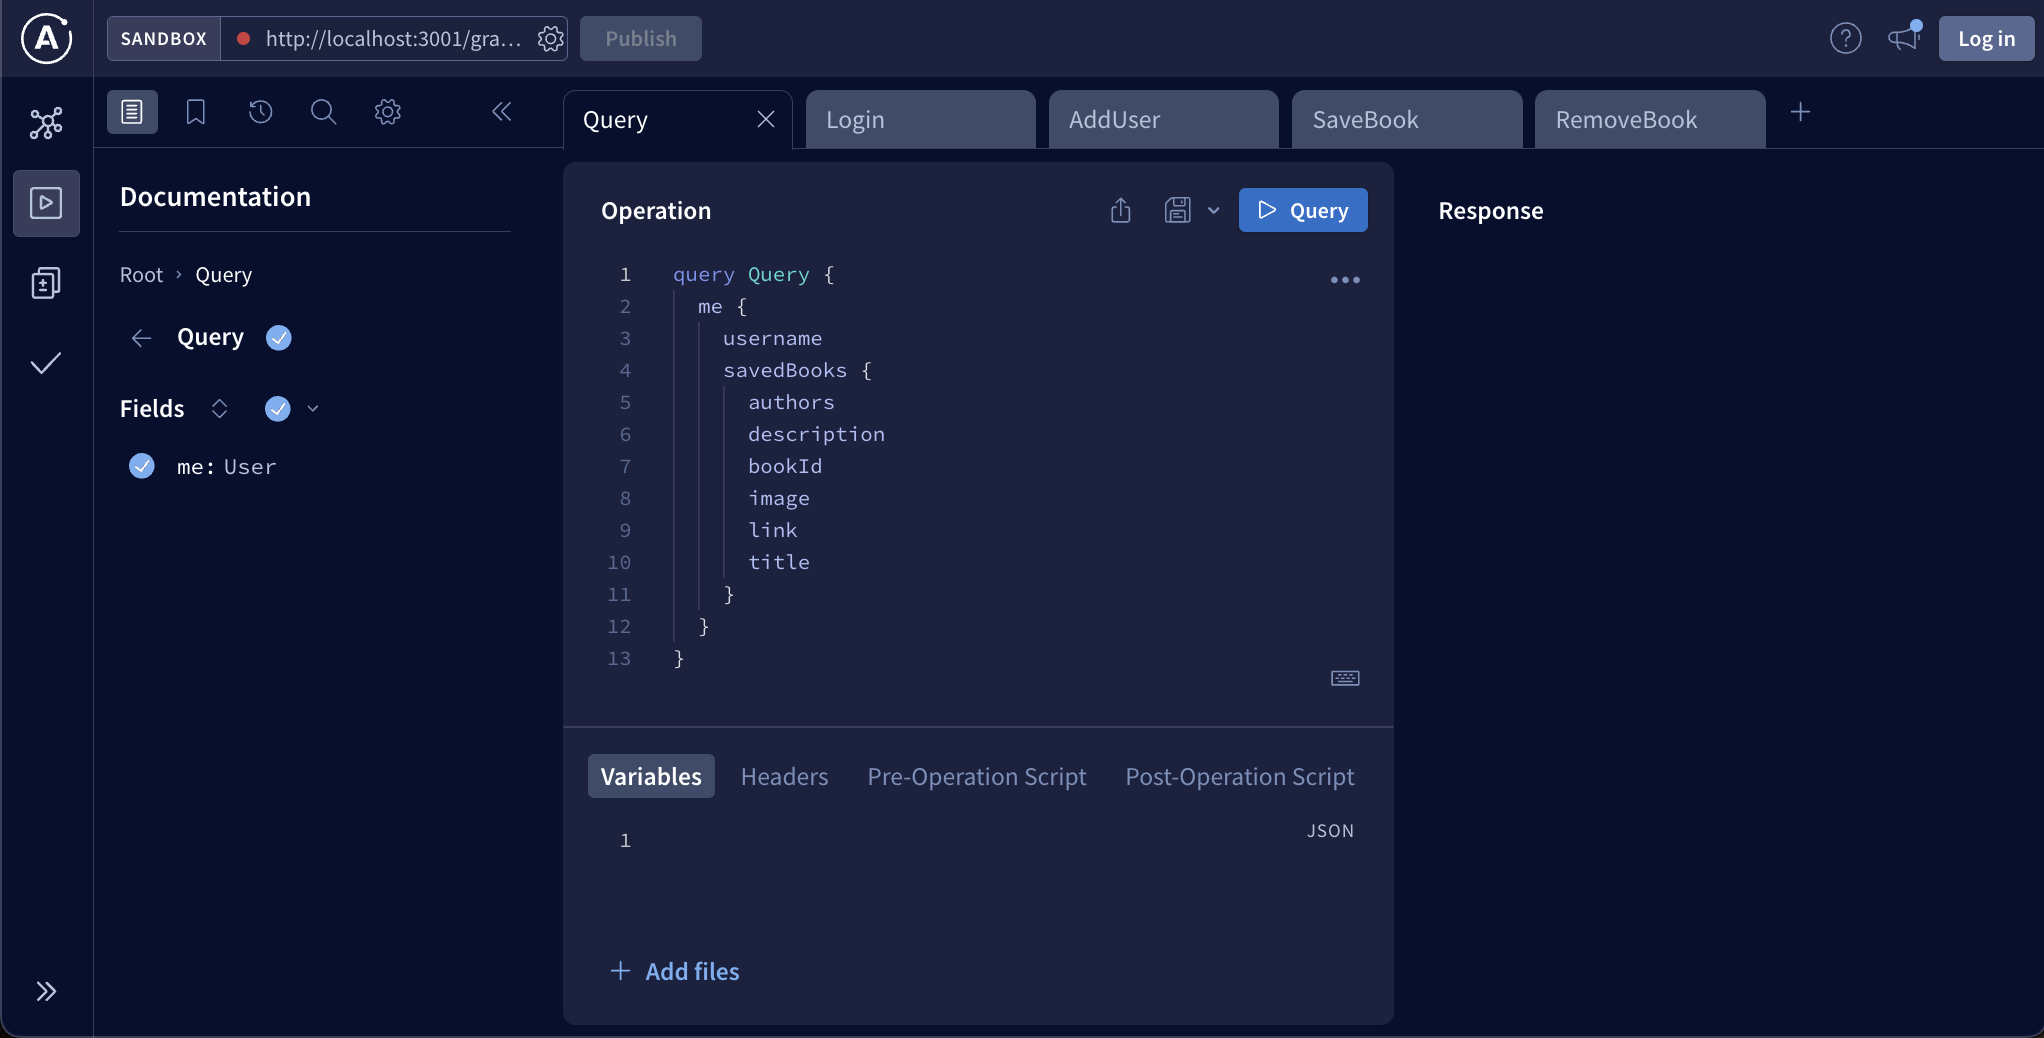 A
SANDBOX
http://localhost:3001/gra...
Publish
?
Log in
Query
Login
AddUser
SaveBook
RemoveBook
Documentation
Root › Query
Query
Fields
me: User
Operation
Query
1 query Query {
2 me {
3 username
4 savedBooks {
5 authors
6 description
7 bookId
8 image
9 link
10 title
11 }
12 }
13 }
Variables
Headers
Pre-Operation Script
Post-Operation Script
1
JSON
+ Add files
Response